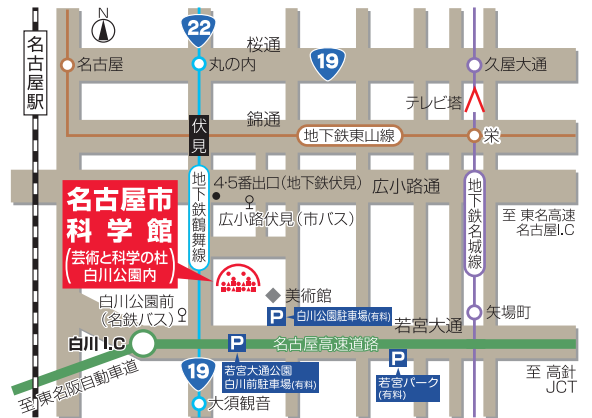 N
22
桜通
19
名古屋駅
名古屋
丸の内
久屋大通
テレビ塔
錦通
伏見
地下鉄東山線
栄
4・5番出口(地下鉄伏見)
広小路通
広小路伏見(市バス)
地下鉄鶴舞線
地下鉄名城線
至 東名高速
名古屋I.C
名古屋市
科学館
(芸術と科学の杜
白川公園内)
美術館
白川公園前
(名鉄バス)
P
白川公園駐車場(有料)
矢場町
若宮大通
白川 I.C
P
名古屋高速道路
P
若宮大通公園
白川前駐車場(有料)
若宮パーク
(有料)
至 高針
JCT
至 東名阪自動車道
19
大須観音